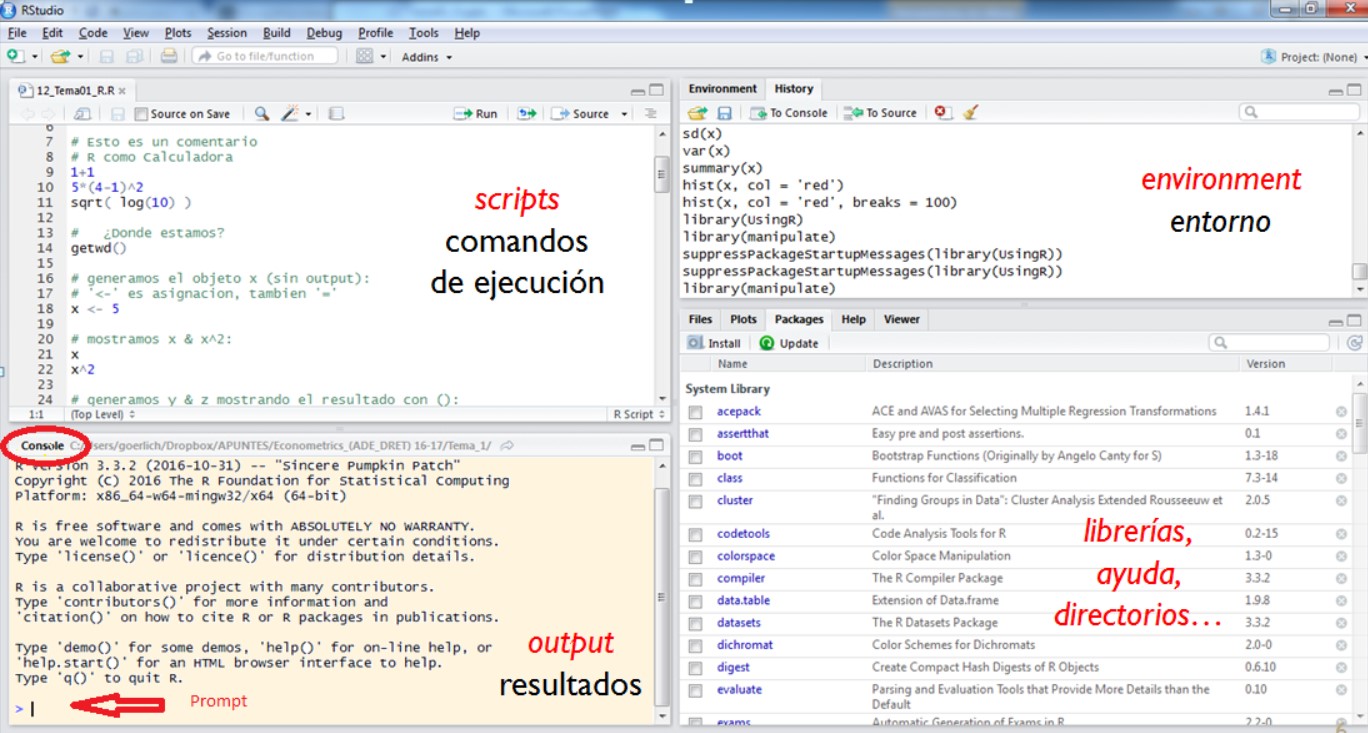 RStudio
File Edit Code View Plots Session Build Debug Profile Tools Help
Go to file/function Addins Project: (None)
12_Tema01_R.R
Source on Save Run Source
6
7 # Esto es un comentario
8 # R como Calculadora
9 1+1
10 5*(4-1)^2
11 sqrt( log(10) )
12
13 #   ¿Donde estamos?
14 getwd()
15
16 # generamos el objeto x (sin output):
17 # '<-' es asignacion, tambien '='
18 x <- 5
19
20 # mostramos x & x^2:
21 x
22 x^2
23
24 # generamos y & z mostrando el resultado con ():
1:1 (Top Level) R Script
scripts
comandos
de ejecución
Console C:/Users/goerlich/Dropbox/APUNTES/Econometrics_(ADE_DRET) 16-17/Tema_1/
R version 3.3.2 (2016-10-31) -- "Sincere Pumpkin Patch"
Copyright (C) 2016 The R Foundation for Statistical Computing
Platform: x86_64-w64-mingw32/x64 (64-bit)
R is free software and comes with ABSOLUTELY NO WARRANTY.
You are welcome to redistribute it under certain conditions.
Type 'license()' or 'licence()' for distribution details.
R is a collaborative project with many contributors.
Type 'contributors()' for more information and
'citation()' on how to cite R or R packages in publications.
Type 'demo()' for some demos, 'help()' for on-line help, or
'help.start()' for an HTML browser interface to help.
Type 'q()' to quit R.
>
Prompt
output
resultados
Environment History
To Console To Source
sd(x)
var(x)
summary(x)
hist(x, col = 'red')
hist(x, col = 'red', breaks = 100)
library(UsingR)
library(manipulate)
suppressPackageStartupMessages(library(UsingR))
suppressPackageStartupMessages(library(UsingR))
library(manipulate)
environment
entorno
Files Plots Packages Help Viewer
Install Update
Name Description Version
System Library
acepack ACE and AVAS for Selecting Multiple Regression Transformations 1.4.1
assertthat Easy pre and post assertions. 0.1
boot Bootstrap Functions (Originally by Angelo Canty for S) 1.3-18
class Functions for Classification 7.3-14
cluster "Finding Groups in Data": Cluster Analysis Extended Rousseeuw et 2.0.5
al.
codetools Code Analysis Tools for R 0.2-15
colorspace Color Space Manipulation 1.3-0
compiler The R Compiler Package 3.3.2
data.table Extension of Data.frame 1.9.8
datasets The R Datasets Package 3.3.2
dichromat Color Schemes for Dichromats 2.0-0
digest Create Compact Hash Digests of R Objects 0.6.10
evaluate Parsing and Evaluation Tools that Provide More Details than the 0.10
Default
exams Automatic Generation of Exams in R 2.2-0
librerías,
ayuda,
directorios…
6